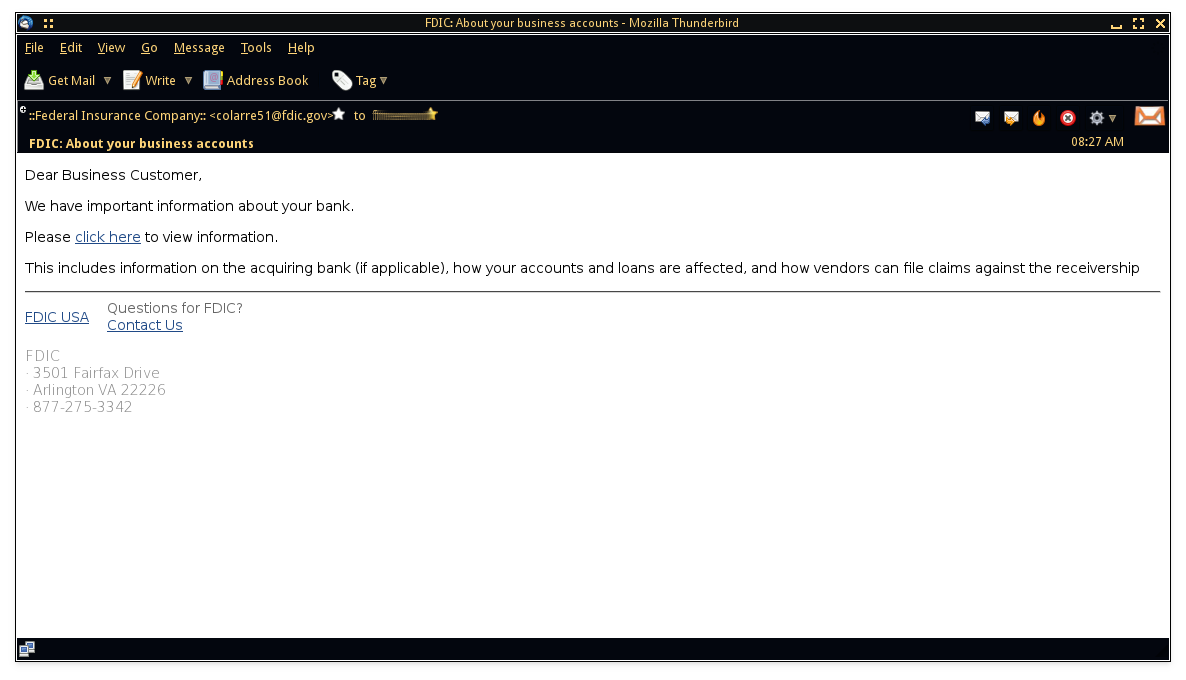 FDIC: About your business accounts - Mozilla Thunderbird
File Edit View Go Message Tools Help
Get Mail Write Address Book Tag
::Federal Insurance Company:: <colarre51@fdic.gov> to
FDIC: About your business accounts 08:27 AM
Dear Business Customer,
We have important information about your bank.
Please click here to view information.
This includes information on the acquiring bank (if applicable), how your accounts and loans are affected, and how vendors can file claims against the receivership
Questions for FDIC?
FDIC USA
Contact Us
FDIC
· 3501 Fairfax Drive
· Arlington VA 22226
· 877-275-3342